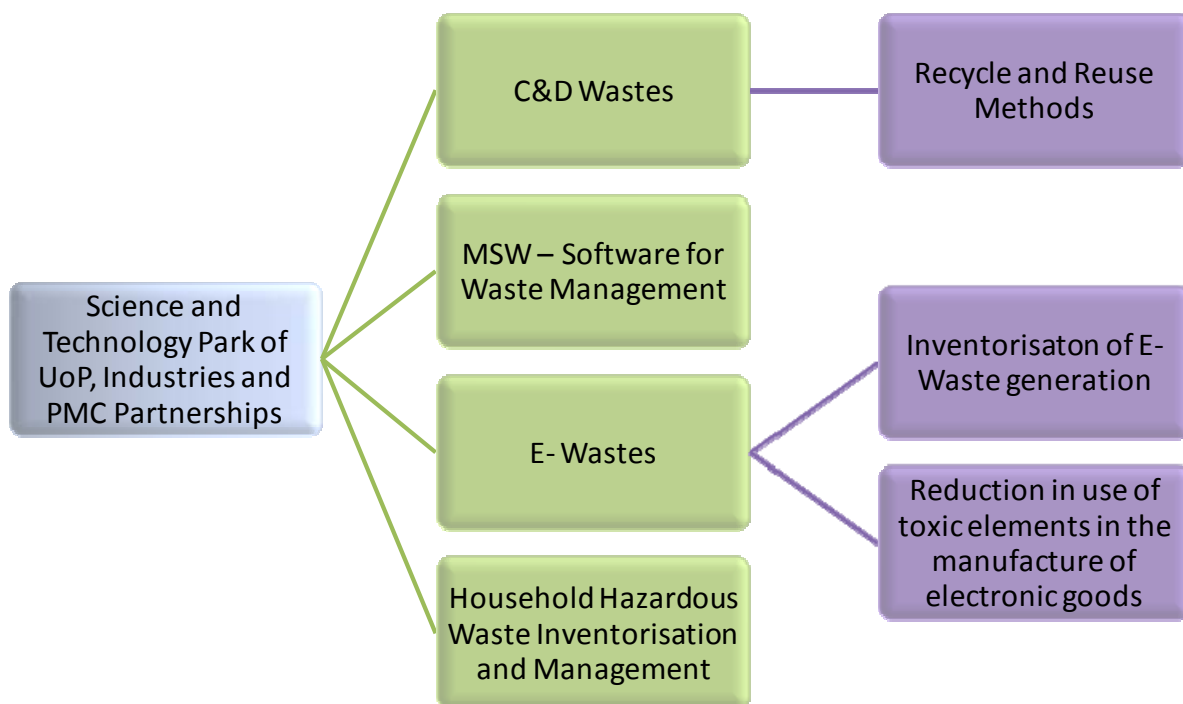 C&D Wastes
Recycle and Reuse
Methods
MSW – Software for
Waste Management
Science and
Technology Park of
UoP, Industries and
PMC Partnerships
Inventorisaton of E-
Waste generation
E- Wastes
Reduction in use of
toxic elements in the
manufacture of
electronic goods
Household Hazardous
Waste Inventorisation
and Management